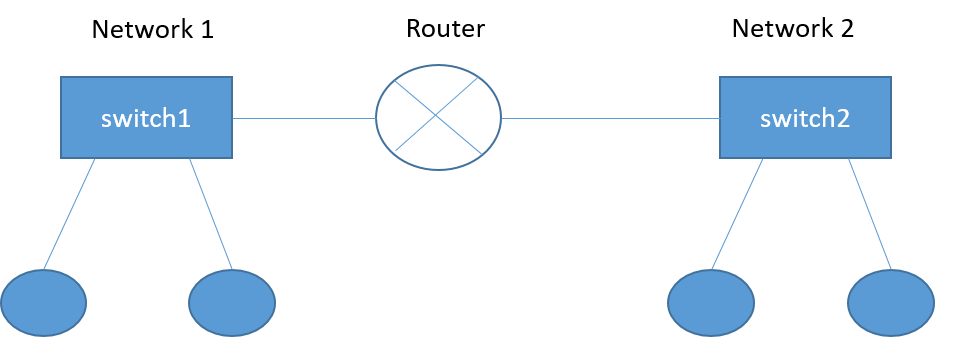 Network 1
Router
Network 2
switch1
switch2